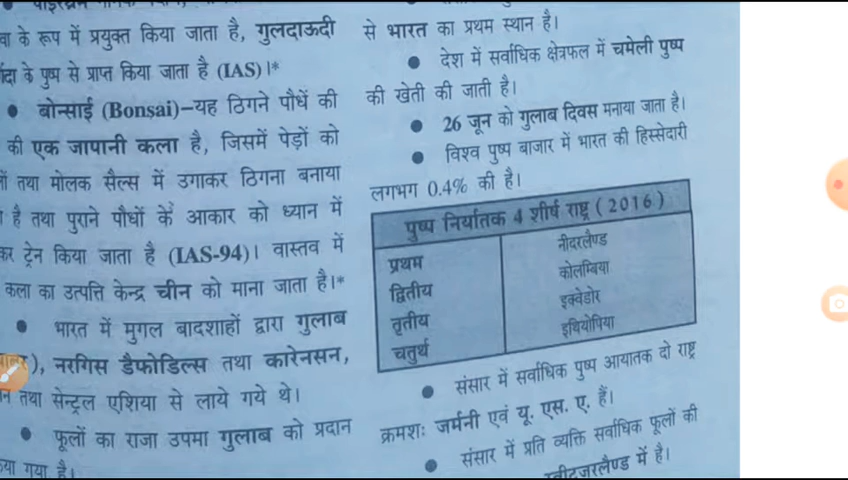 के रूप में प्रयुक्त किया जाता है, गुलदाऊदी
के पुष्प से प्राप्त किया जाता है (IAS)।*
● बोन्साई (Bonsai)–यह ठिगने पौधें की
की एक जापानी कला है, जिसमें पेड़ों को
तथा मोलक सैल्स में उगाकर ठिगना बनाया
है तथा पुराने पौधों के आकार को ध्यान में
कर ट्रेन किया जाता है (IAS-94)। वास्तव में
कला का उत्पत्ति केन्द्र चीन को माना जाता है।*
● भारत में मुगल बादशाहों द्वारा गुलाब
), नरगिस डैफोडिल्स तथा कारेनसन,
तथा सेन्ट्रल एशिया से लाये गये थे।
● फूलों का राजा उपमा गुलाब को प्रदान
गया है।
से भारत का प्रथम स्थान है।
● देश में सर्वाधिक क्षेत्रफल में चमेली पुष्प
की खेती की जाती है।
● 26 जून को गुलाब दिवस मनाया जाता है।
● विश्व पुष्प बाजार में भारत की हिस्सेदारी
लगभग 0.4% की है।
पुष्प निर्यातक 4 शीर्ष राष्ट्र (2016)
प्रथम नीदरलैण्ड
द्वितीय कोलम्बिया
तृतीय इक्वेडोर
चतुर्थ इथियोपिया
● संसार में सर्वाधिक पुष्प आयातक दो राष्ट्र
क्रमशः जर्मनी एवं यू. एस. ए. हैं।
● संसार में प्रति व्यक्ति सर्वाधिक फूलों की
में है।